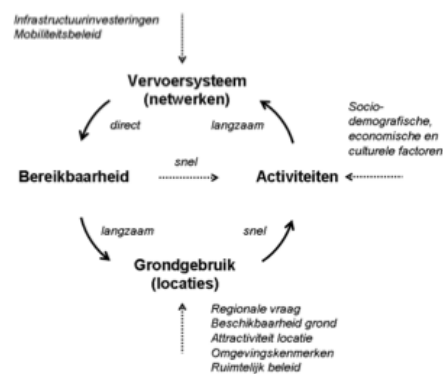 Infrastructuurinvesteringen
Mobiliteitsbeleid
Vervoersysteem
(netwerken)
direct
langzaam
Socio-
demografische,
economische en
culturele factoren
snel
Bereikbaarheid
Activiteiten
langzaam
snel
Grondgebruik
(locaties)
Regionale vraag
Beschikbaarheid grond
Attractiviteit locatie
Omgevingskenmerken
Ruimtelijk beleid